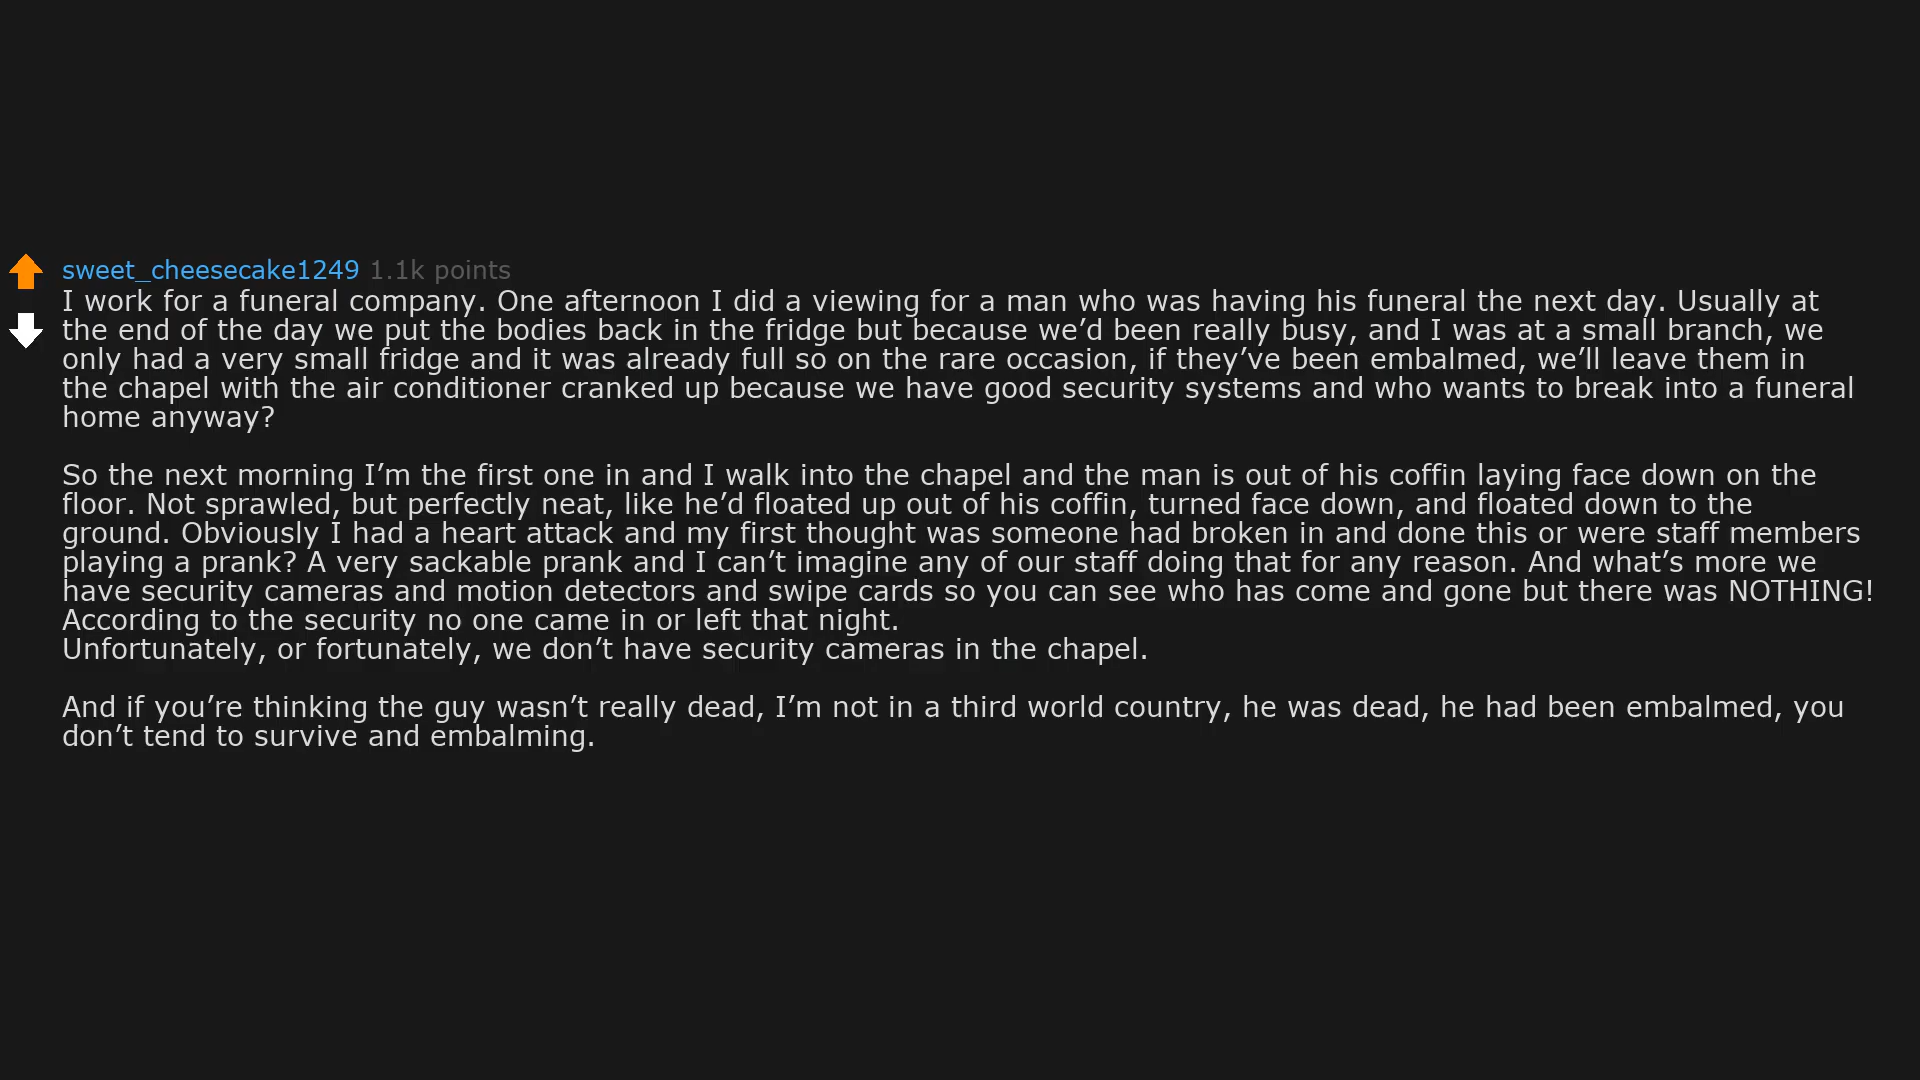 sweet_cheesecake1249 1.1k points
I work for a funeral company. One afternoon I did a viewing for a man who was having his funeral the next day. Usually at
the end of the day we put the bodies back in the fridge but because we’d been really busy, and I was at a small branch, we
only had a very small fridge and it was already full so on the rare occasion, if they’ve been embalmed, we’ll leave them in
the chapel with the air conditioner cranked up because we have good security systems and who wants to break into a funeral
home anyway?
So the next morning I’m the first one in and I walk into the chapel and the man is out of his coffin laying face down on the
floor. Not sprawled, but perfectly neat, like he’d floated up out of his coffin, turned face down, and floated down to the
ground. Obviously I had a heart attack and my first thought was someone had broken in and done this or were staff members
playing a prank? A very sackable prank and I can’t imagine any of our staff doing that for any reason. And what’s more we
have security cameras and motion detectors and swipe cards so you can see who has come and gone but there was NOTHING!
According to the security no one came in or left that night.
Unfortunately, or fortunately, we don’t have security cameras in the chapel.
And if you’re thinking the guy wasn’t really dead, I’m not in a third world country, he was dead, he had been embalmed, you
don’t tend to survive and embalming.